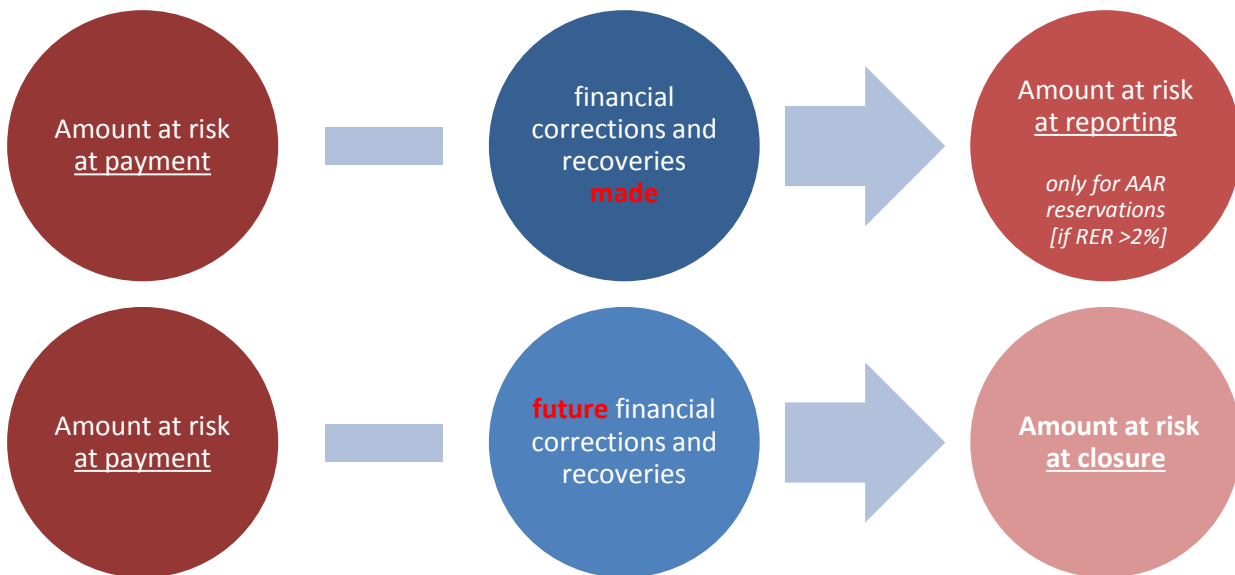 Amount at risk
at payment
financial
corrections and
recoveries
made
Amount at risk
at reporting
only for AAR
reservations
[if RER >2%]
Amount at risk
at payment
future financial
corrections and
recoveries
Amount at risk
at closure